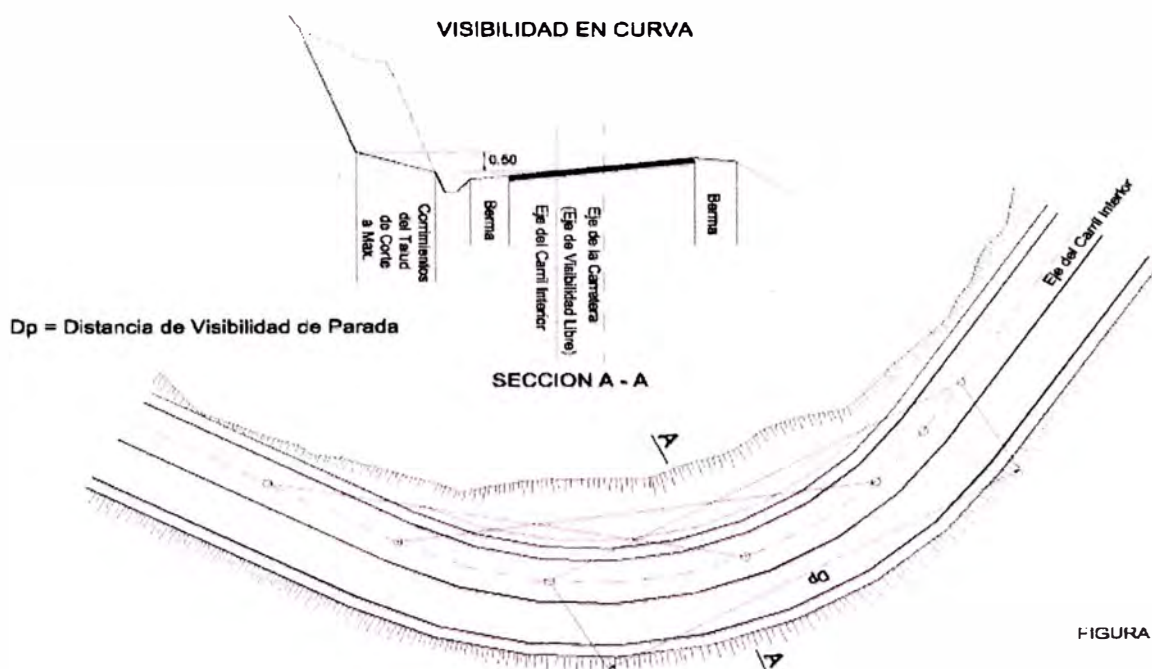 VISIBILIDAD EN CURVA
0.50
Corrimientos
del Talud
de Corte
a Max.
Berma
Eje del Carril Interior
(Eje de Visibilidad Libre)
Eje de la Carretera
Berma
Eje del Carril Interior
Dp = Distancia de Visibilidad de Parada
SECCION A - A
A
Dp
A
FIGURA